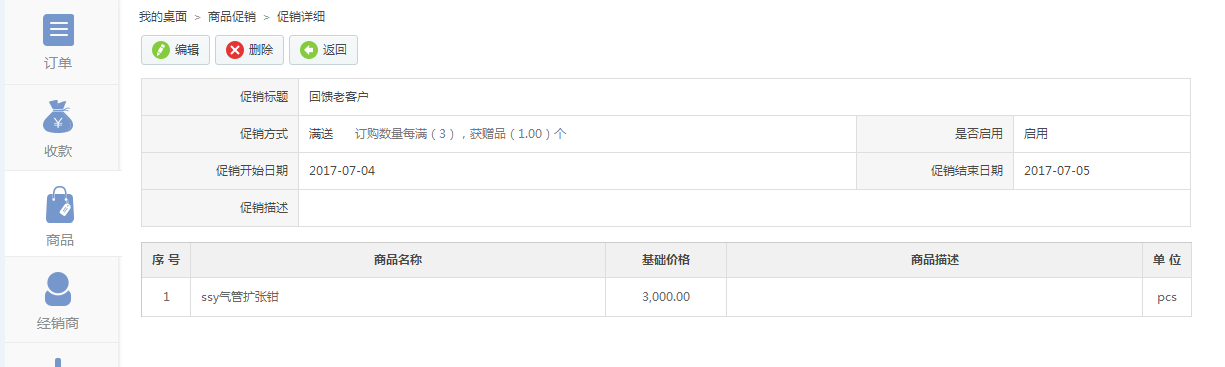 我的桌面 > 商品促销 > 促销详细
编辑 删除 返回
订单
收款
商品
经销商
促销标题 回馈老客户
促销方式 满送 订购数量每满（3），获赠品（1.00）个 是否启用 启用
促销开始日期 2017-07-04 促销结束日期 2017-07-05
促销描述
序 号 商品名称 基础价格 商品描述 单 位
1 ssy气管扩张钳 3,000.00 pcs